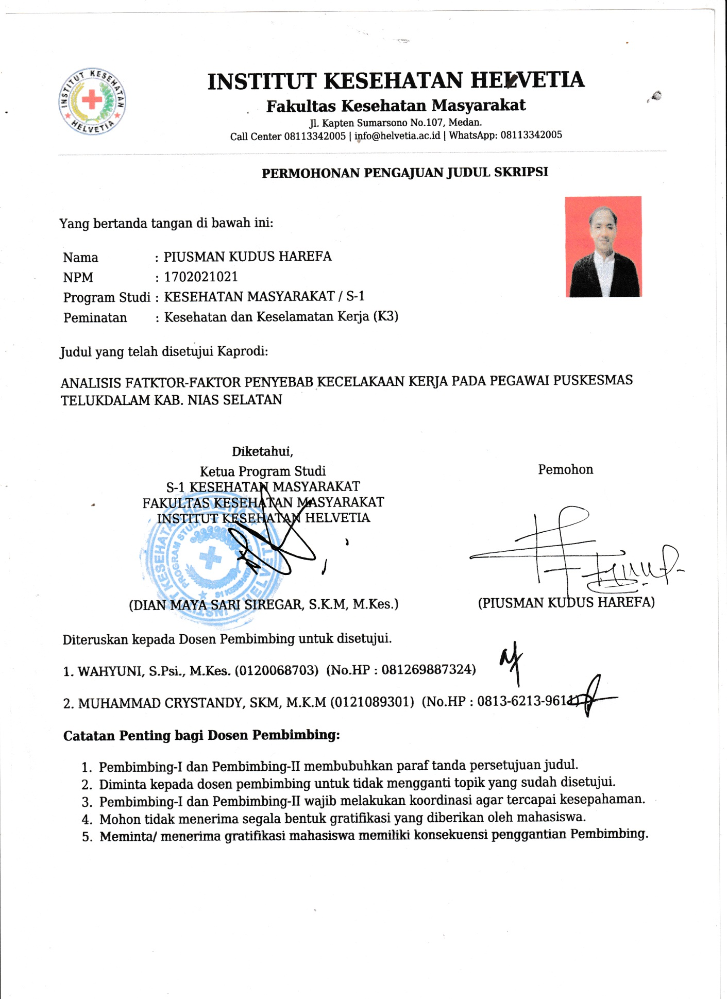 INSTITUT KESEHATAN
HELVETIA
INSTITUT KESEHATAN HELVETIA
Fakultas Kesehatan Masyarakat
Jl. Kapten Sumarsono No.107, Medan.
Call Center 08113342005 | info@helvetia.ac.id | WhatsApp: 08113342005
PERMOHONAN PENGAJUAN JUDUL SKRIPSI
Yang bertanda tangan di bawah ini:
Nama : PIUSMAN KUDUS HAREFA
NPM : 1702021021
Program Studi : KESEHATAN MASYARAKAT / S-1
Peminatan : Kesehatan dan Keselamatan Kerja (K3)
Judul yang telah disetujui Kaprodi:
ANALISIS FATKTOR-FAKTOR PENYEBAB KECELAKAAN KERJA PADA PEGAWAI PUSKESMAS
TELUKDALAM KAB. NIAS SELATAN
Diketahui,
Ketua Program Studi
S-1 KESEHATAN MASYARAKAT
FAKULTAS KESEHATAN MASYARAKAT
INSTITUT KESEHATAN HELVETIA
(DIAN MAYA SARI SIREGAR, S.K.M, M.Kes.)
Pemohon
(PIUSMAN KUDUS HAREFA)
Diteruskan kepada Dosen Pembimbing untuk disetujui.
1. WAHYUNI, S.Psi., M.Kes. (0120068703) (No.HP : 081269887324)
2. MUHAMMAD CRYSTANDY, SKM, M.K.M (0121089301) (No.HP : 0813-6213-9611)
Catatan Penting bagi Dosen Pembimbing:
1. Pembimbing-I dan Pembimbing-II membubuhkan paraf tanda persetujuan judul.
2. Diminta kepada dosen pembimbing untuk tidak mengganti topik yang sudah disetujui.
3. Pembimbing-I dan Pembimbing-II wajib melakukan koordinasi agar tercapai kesepahaman.
4. Mohon tidak menerima segala bentuk gratifikasi yang diberikan oleh mahasiswa.
5. Meminta/ menerima gratifikasi mahasiswa memiliki konsekuensi penggantian Pembimbing.